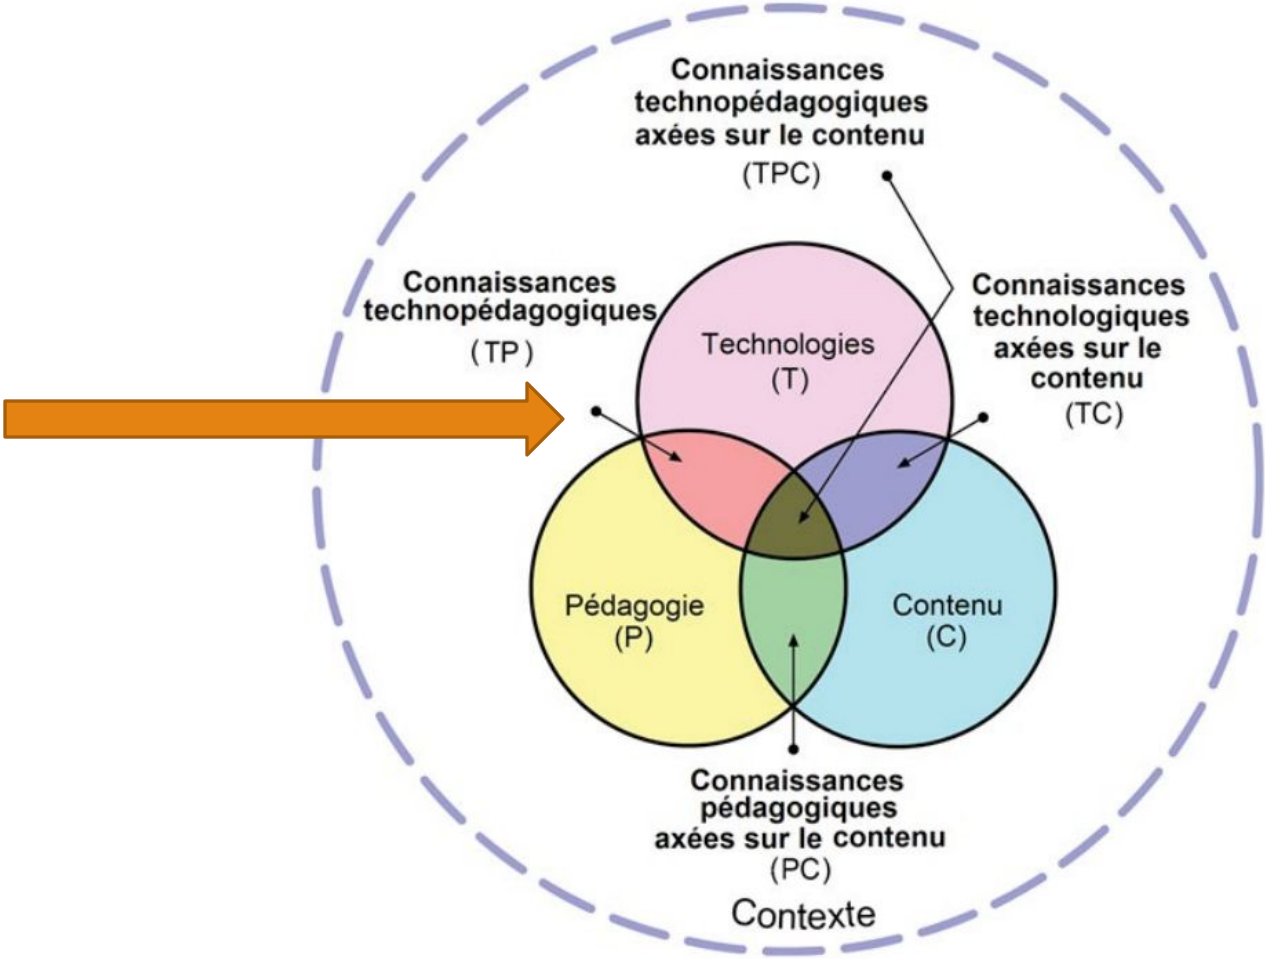 Connaissances
technopédagogiques
axées sur le contenu
(TPC)
Connaissances
technopédagogiques
(TP)
Connaissances
technologiques
axées sur le
contenu
(TC)
Technologies
(T)
Pédagogie
(P)
Contenu
(C)
Connaissances
pédagogiques
axées sur le contenu
(PC)
Contexte